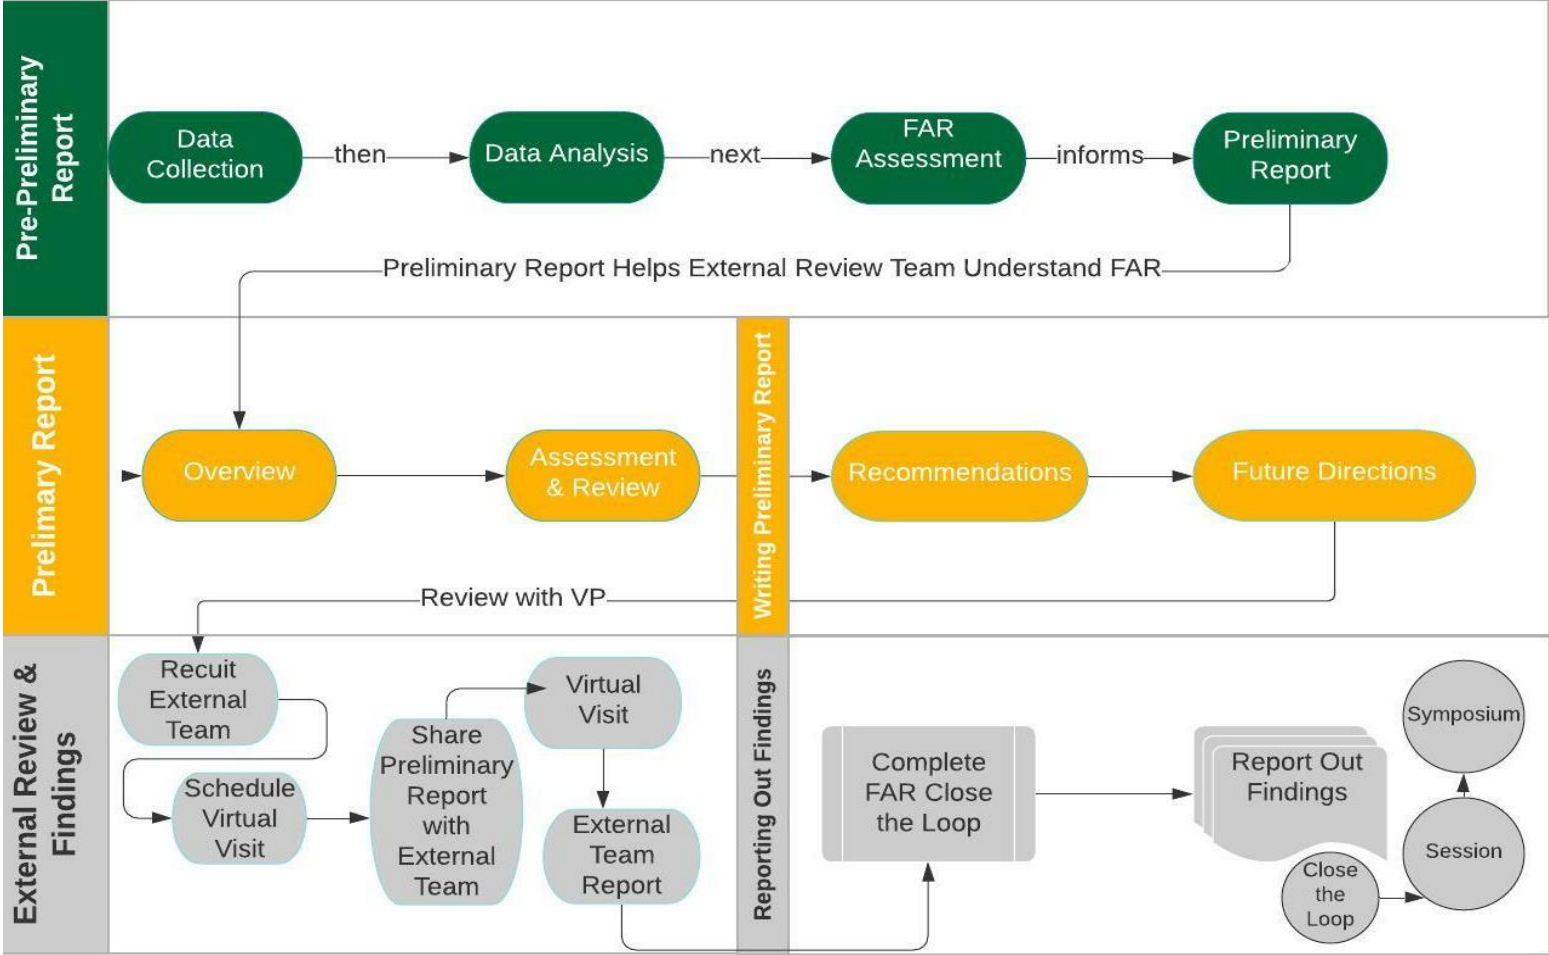 Pre-Preliminary
Report
Data
Collection
then
Data Analysis
next
FAR
Assessment
informs
Preliminary
Report
Preliminary Report Helps External Review Team Understand FAR
Prelimary Report
Overview
Assessment
& Review
Writing Preliminary Report
Recommendations
Future Directions
Review with VP
External Review &
Findings
Recuit
External
Team
Schedule
Virtual
Visit
Share
Preliminary
Report
with
External
Team
Virtual
Visit
External
Team
Report
Reporting Out Findings
Complete
FAR Close
the Loop
Report Out
Findings
Close
the
Loop
Session
Symposium